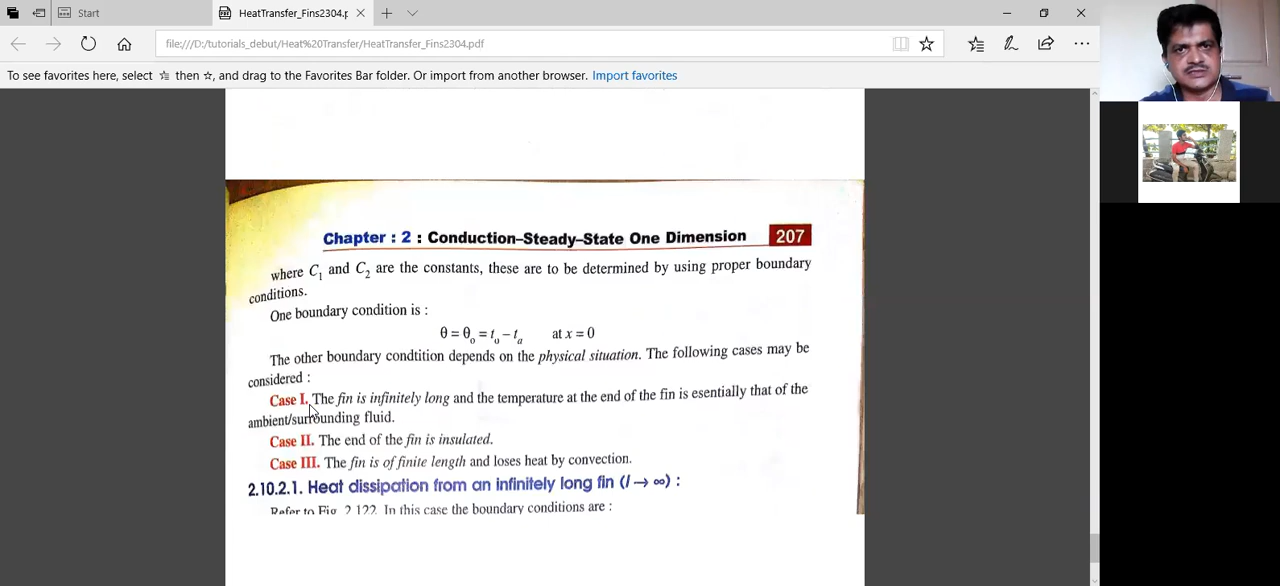 Start
HeatTransfer_Fins2304.p
file:///D:/tutorials_debut/Heat%20Transfer/HeatTransfer_Fins2304.pdf
To see favorites here, select then ☆, and drag to the Favorites Bar folder. Or import from another browser. Import favorites
Chapter : 2 : Conduction–Steady–State One Dimension 207
where C₁ and C₂ are the constants, these are to be determined by using proper boundary
conditions.
One boundary condition is :
θ = θₒ = tₒ – tₐ at x = 0
The other boundary condtition depends on the physical situation. The following cases may be
considered :
Case I. The fin is infinitely long and the temperature at the end of the fin is esentially that of the
ambient/surrounding fluid.
Case II. The end of the fin is insulated.
Case III. The fin is of finite length and loses heat by convection.
2.10.2.1. Heat dissipation from an infinitely long fin (l → ∞) :
Refer to Fig. 2.122. In this case the boundary conditions are :